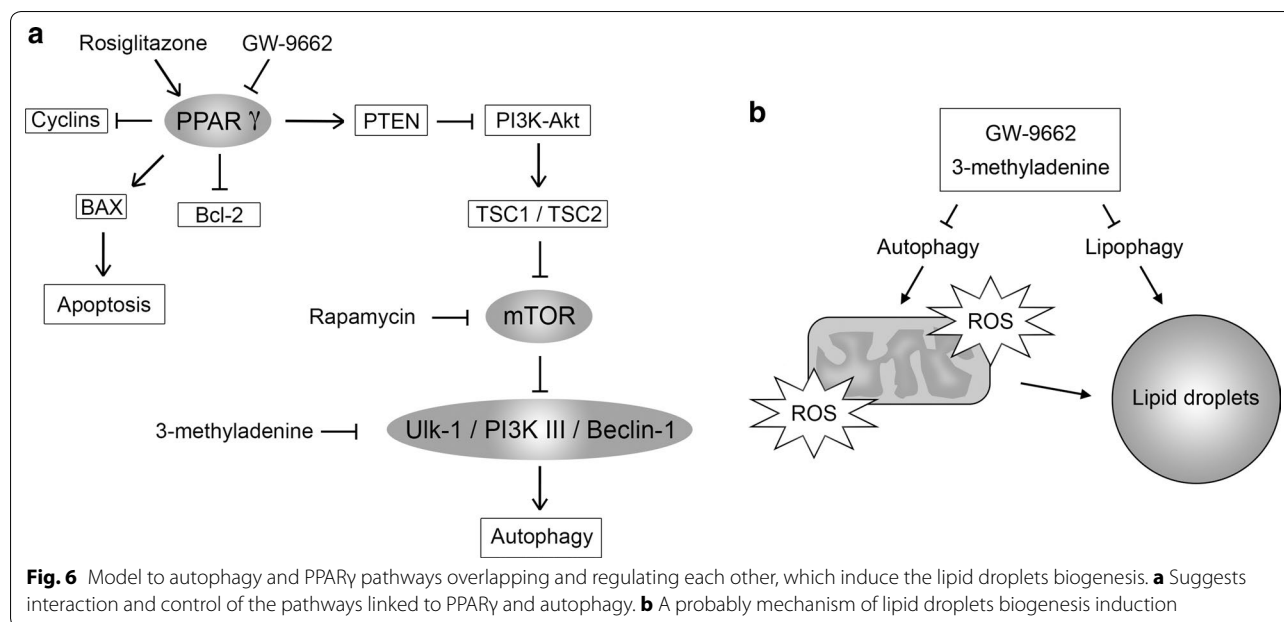 a
Rosiglitazone GW-9662
Cyclins PPAR γ PTEN PI3K-Akt
BAX Bcl-2 TSC1 / TSC2
Apoptosis
Rapamycin mTOR
3-methyladenine Ulk-1 / PI3K III / Beclin-1
Autophagy
b
GW-9662
3-methyladenine
Autophagy Lipophagy
ROS
Lipid droplets
ROS
Fig. 6 Model to autophagy and PPARγ pathways overlapping and regulating each other, which induce the lipid droplets biogenesis. a Suggests
interaction and control of the pathways linked to PPARγ and autophagy. b A probably mechanism of lipid droplets biogenesis induction